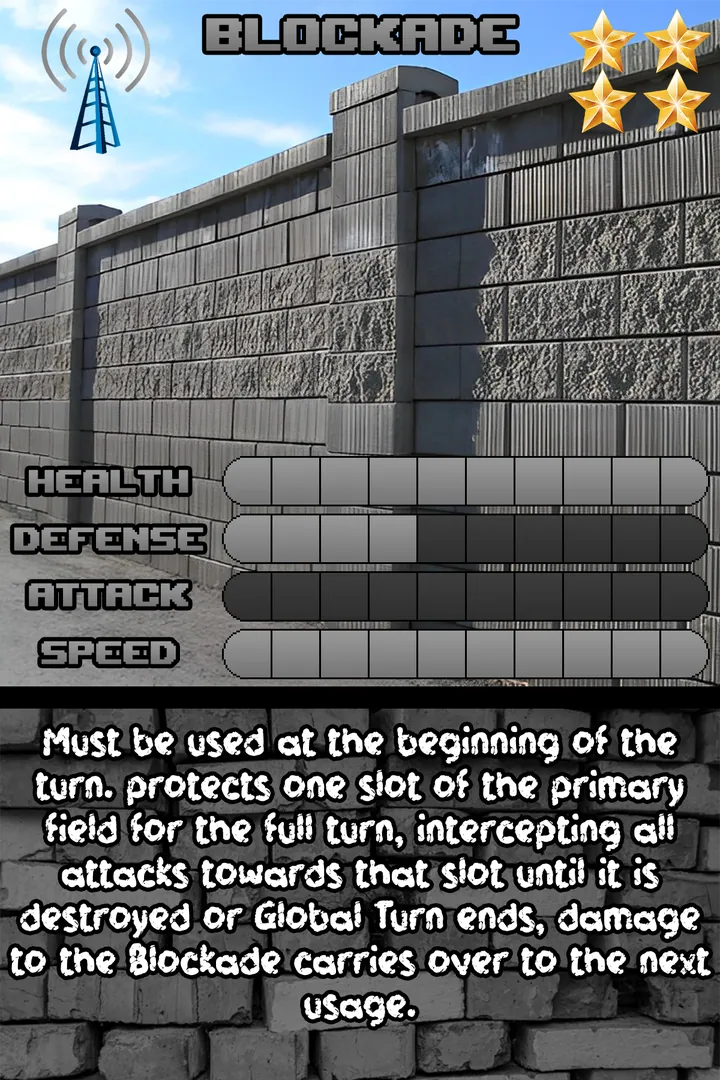 BLOCKADE
HEALTH
DEFENSE
ATTACK
SPEED
Must be used at the beginning of the
turn. protects one slot of the primary
field for the full turn, intercepting all
attacks towards that slot until it is
destroyed or Global Turn ends, damage
to the Blockade carries over to the next
usage.